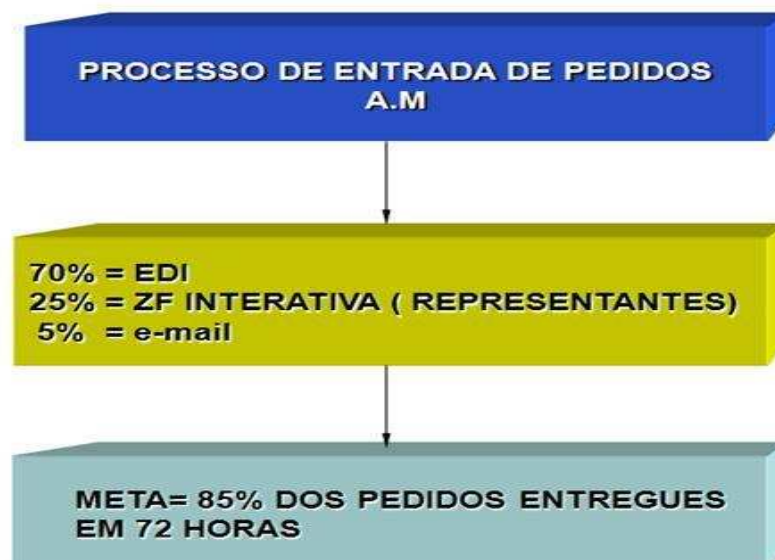 PROCESSO DE ENTRADA DE PEDIDOS
A.M
70% = EDI
25% = ZF INTERATIVA ( REPRESENTANTES)
5% = e-mail
META= 85% DOS PEDIDOS ENTREGUES
EM 72 HORAS